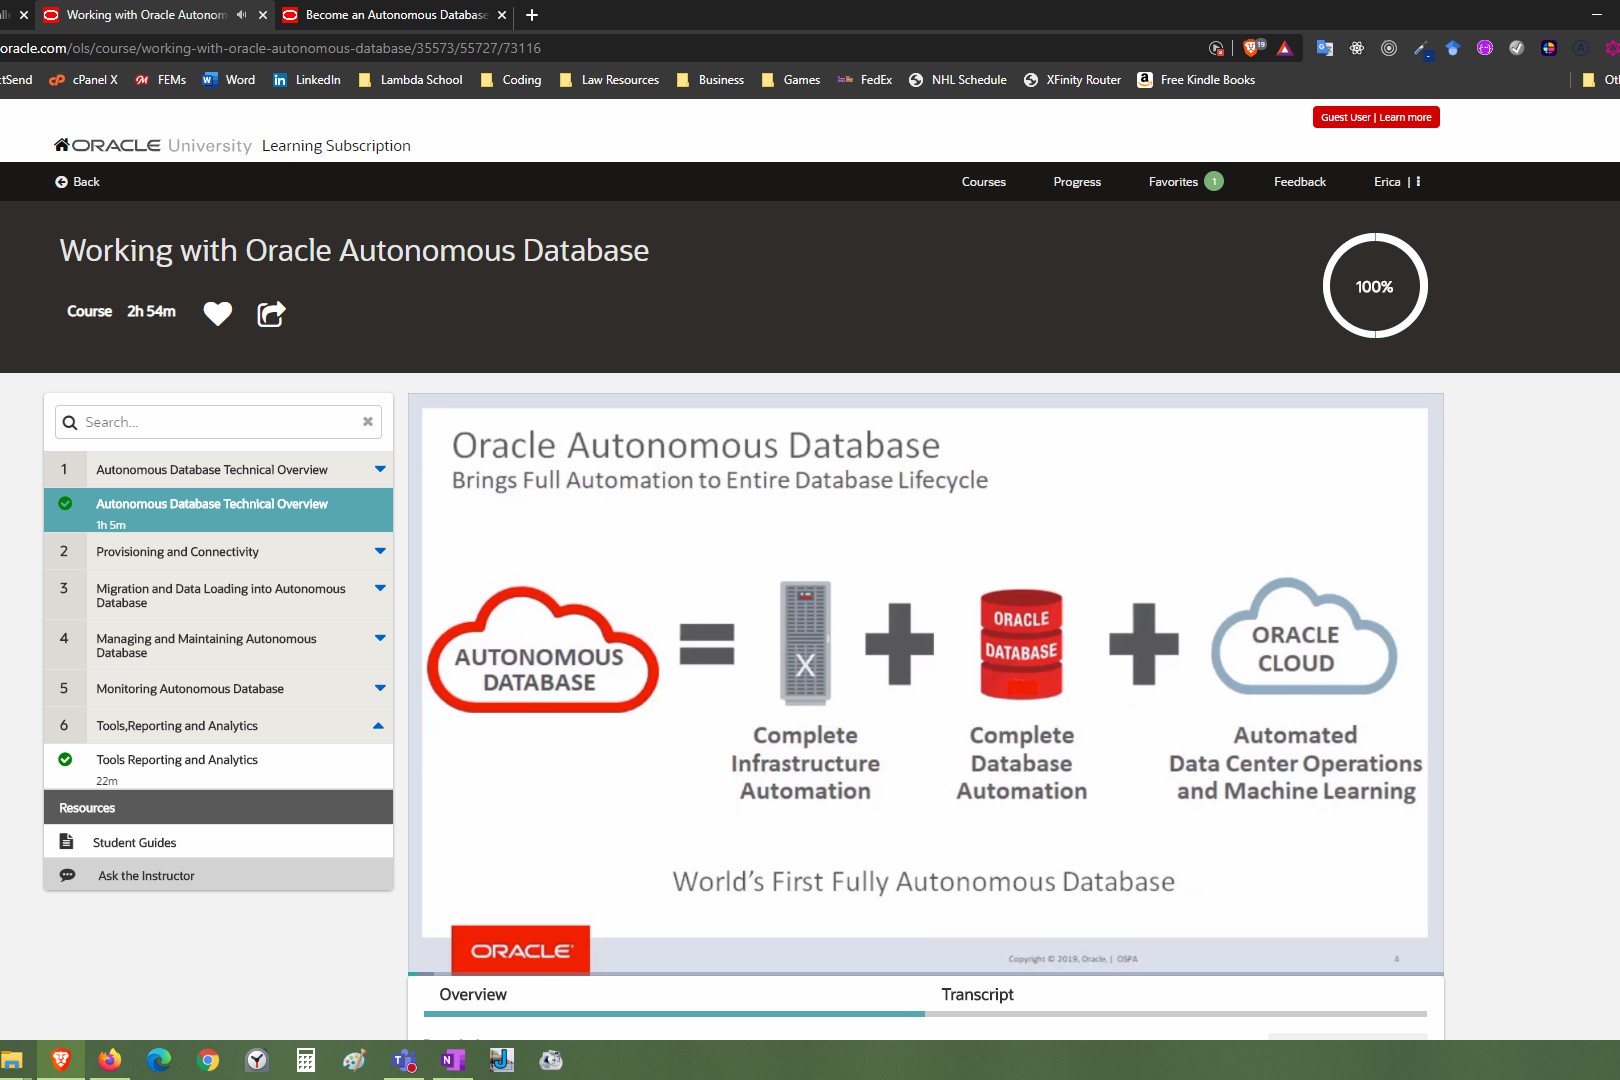 Working with Oracle Autonom
Become an Autonomous Database
oracle.com/ols/course/working-with-oracle-autonomous-database/35573/55727/73116
19
ctSend
cPanel X
FEMs
Word
LinkedIn
Lambda School
Coding
Law Resources
Business
Games
FedEx
NHL Schedule
XFinity Router
Free Kindle Books
Guest User | Learn more
ORACLE University Learning Subscription
Back
Courses
Progress
Favorites 1
Feedback
Erica |
Working with Oracle Autonomous Database
Course 2h 54m
100%
Search...
1 Autonomous Database Technical Overview
Autonomous Database Technical Overview
1h 5m
2 Provisioning and Connectivity
3 Migration and Data Loading into Autonomous
Database
4 Managing and Maintaining Autonomous
Database
5 Monitoring Autonomous Database
6 Tools,Reporting and Analytics
Tools Reporting and Analytics
22m
Resources
Student Guides
Ask the Instructor
Oracle Autonomous Database
Brings Full Automation to Entire Database Lifecycle
AUTONOMOUS
DATABASE
X
ORACLE
DATABASE
ORACLE
CLOUD
Complete
Infrastructure
Automation
Complete
Database
Automation
Automated
Data Center Operations
and Machine Learning
World's First Fully Autonomous Database
ORACLE
Copyright © 2019, Oracle. | OSPA
4
Overview
Transcript